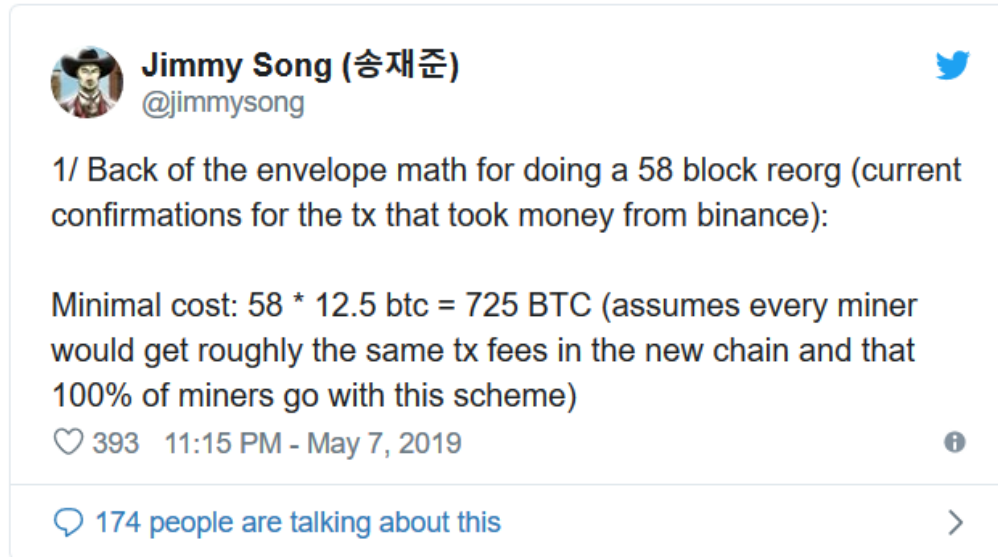 Jimmy Song (송재준)
@jimmysong
1/ Back of the envelope math for doing a 58 block reorg (current
confirmations for the tx that took money from binance):
Minimal cost: 58 * 12.5 btc = 725 BTC (assumes every miner
would get roughly the same tx fees in the new chain and that
100% of miners go with this scheme)
393 11:15 PM - May 7, 2019
174 people are talking about this